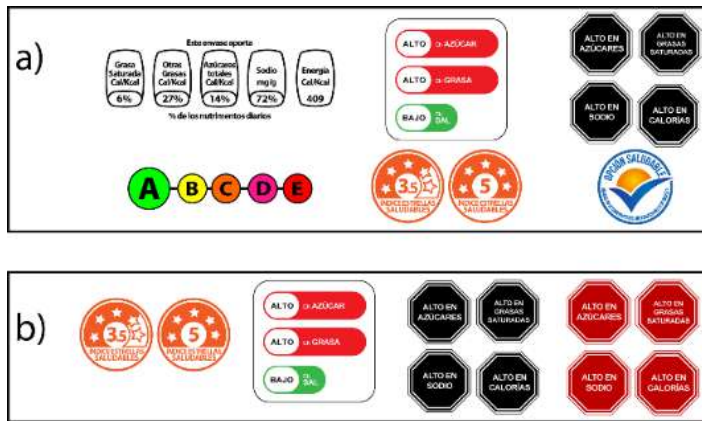 a)
Este envase aporta
Grasa
Saturada
Cal/Kcal
6%
Otras
Grasas
Cal/Kcal
27%
Azúcares
totales
Cal/Kcal
14%
Sodio
mg/g
72%
Energía
Cal/Kcal
409
% de los nutrimentos diarios
ALTO EN AZÚCAR
ALTO EN GRASA
BAJO EN
SAL
ALTO EN
AZÚCARES
ALTO EN
GRASAS
SATURADAS
ALTO EN
SODIO
ALTO EN
CALORÍAS
A B C D E
3.5
ÍNDICE ESTRELLAS
SALUDABLES
5
ÍNDICE ESTRELLAS
SALUDABLES
OPCIÓN SALUDABLE
b)
3.5
ÍNDICE ESTRELLAS
SALUDABLES
5
ÍNDICE ESTRELLAS
SALUDABLES
ALTO EN AZÚCAR
ALTO EN GRASA
BAJO EN
SAL
ALTO EN
AZÚCARES
ALTO EN
GRASAS
SATURADAS
ALTO EN
SODIO
ALTO EN
CALORÍAS
ALTO EN
AZÚCARES
ALTO EN
GRASAS
SATURADAS
ALTO EN
SODIO
ALTO EN
CALORÍAS